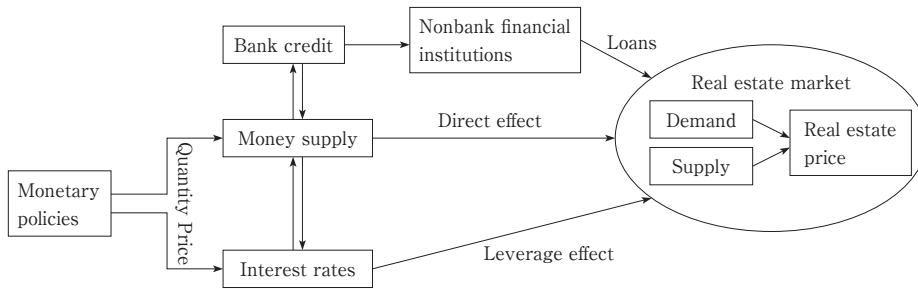 Nonbank financial
institutions
Bank credit
Loans
Real estate market
Money supply
Direct effect
Demand
Real estate
price
Supply
Quantity
Price
Monetary
policies
Interest rates
Leverage effect